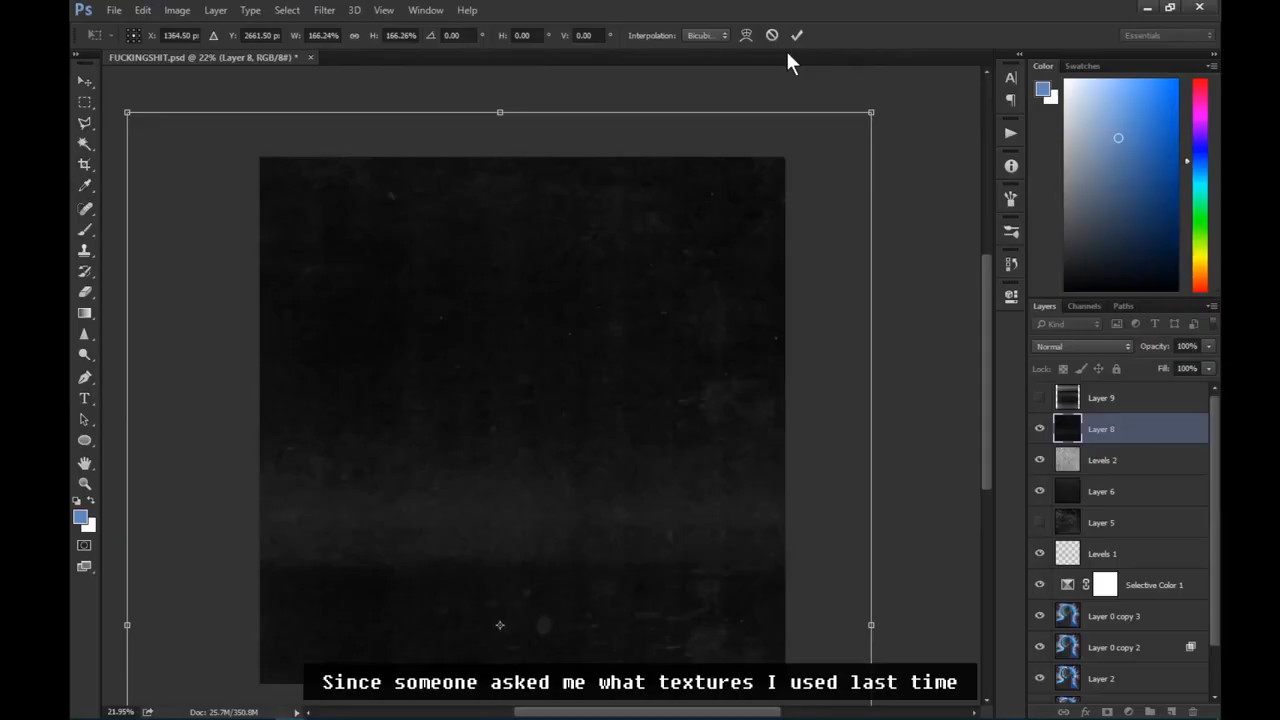 Ps File Edit Image Layer Type Select Filter 3D View Window Help
X: 1364.50 p: Y: 2661.50 p: W: 166.24% H: 166.26% 0.00 ° H: 0.00 ° V: 0.00 ° Interpolation: Bicubi... Essentials
FUCKINGSHIT.psd @ 22% (Layer 8, RGB/8#) * ×
Color Swatches
Layers Channels Paths
Kind
Normal Opacity: 100%
Lock: Fill: 100%
Layer 9
Layer 8
Levels 2
Layer 6
Layer 5
Levels 1
Selective Color 1
Layer 0 copy 3
Layer 0 copy 2
Layer 2
Since someone asked me what textures I used last time
21.95% Doc: 25.7M/350.8M